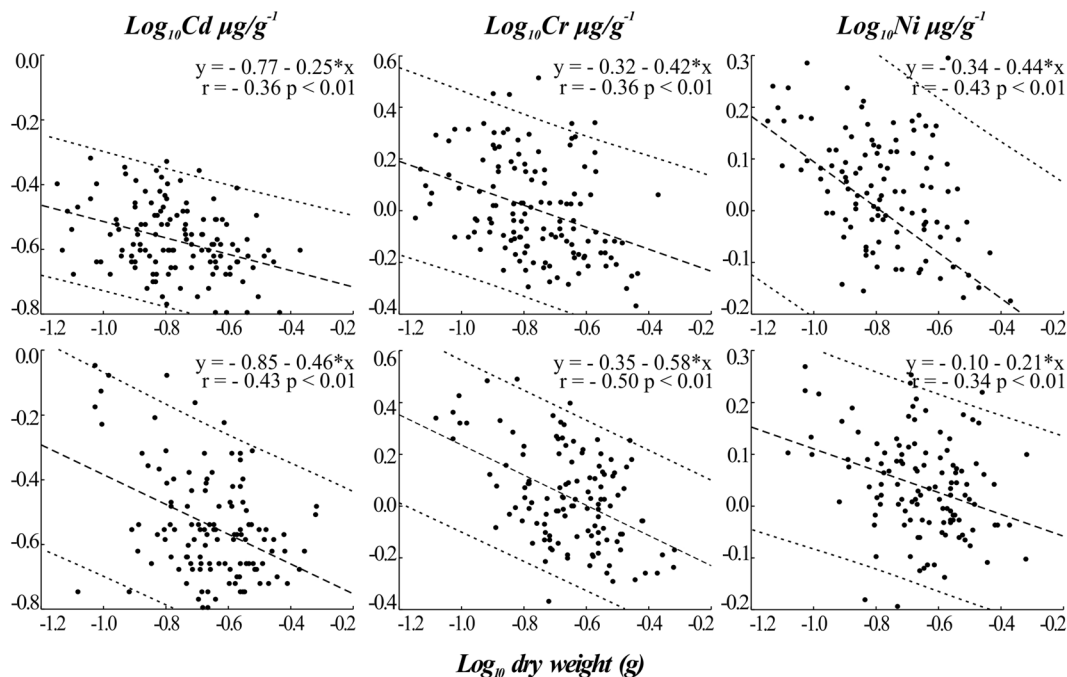 Log₁₀Cd µg/g⁻¹
0.0
-0.2
-0.4
-0.6
-0.8
y = - 0.77 - 0.25*x
r = - 0.36 p < 0.01
-1.2 -1.0 -0.8 -0.6 -0.4 -0.2
Log₁₀Cr µg/g⁻¹
0.6
0.4
0.2
0.0
-0.2
0.4
y = - 0.32 - 0.42*x
r = - 0.36 p < 0.01
-1.2 -1.0 -0.8 -0.6 -0.4 -0.2
Log₁₀Ni µg/g⁻¹
0.3
0.2
0.1
0.0
-0.1
-0.2
y = - 0.34 - 0.44*x
r = - 0.43 p < 0.01
-1.2 -1.0 -0.8 -0.6 -0.4 -0.2
0.0
-0.2
-0.4
-0.6
-0.8
y = - 0.85 - 0.46*x
r = - 0.43 p < 0.01
-1.2 -1.0 -0.8 -0.6 -0.4 -0.2
0.6
0.4
0.2
0.0
-0.2
-0.4
y = - 0.35 - 0.58*x
r = - 0.50 p < 0.01
-1.2 -1.0 -0.8 -0.6 -0.4 -0.2
0.3
0.2
0.1
0.0
-0.1
0.2
y = - 0.10 - 0.21*x
r = - 0.34 p < 0.01
-1.2 -1.0 -0.8 -0.6 -0.4 -0.2
Log₁₀ dry weight (g)